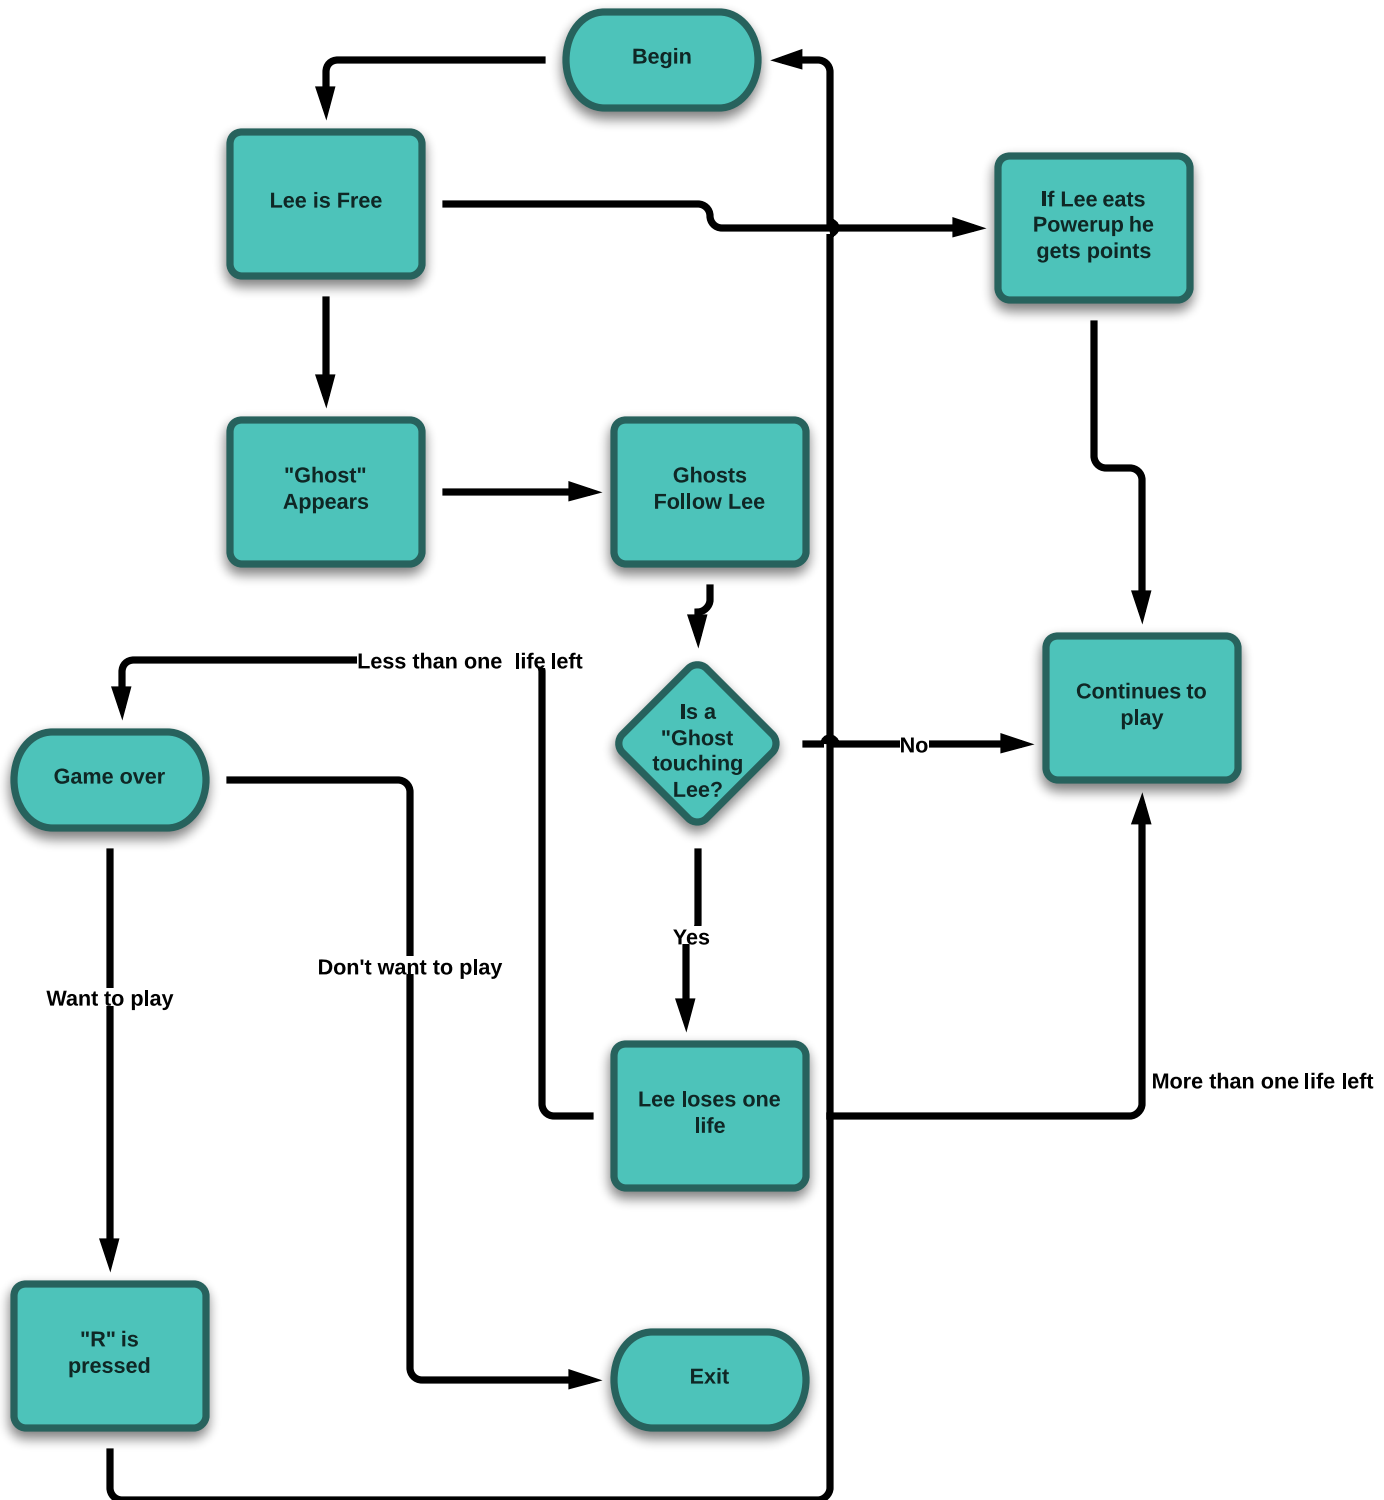 Begin
Lee is Free
If Lee eats
Powerup he
gets points
"Ghost"
Appears
Ghosts
Follow Lee
Less than one life left
Is a
"Ghost
touching
Lee?
No
Continues to
play
Game over
Yes
Don't want to play
Want to play
Lee loses one
life
More than one life left
"R" is
pressed
Exit